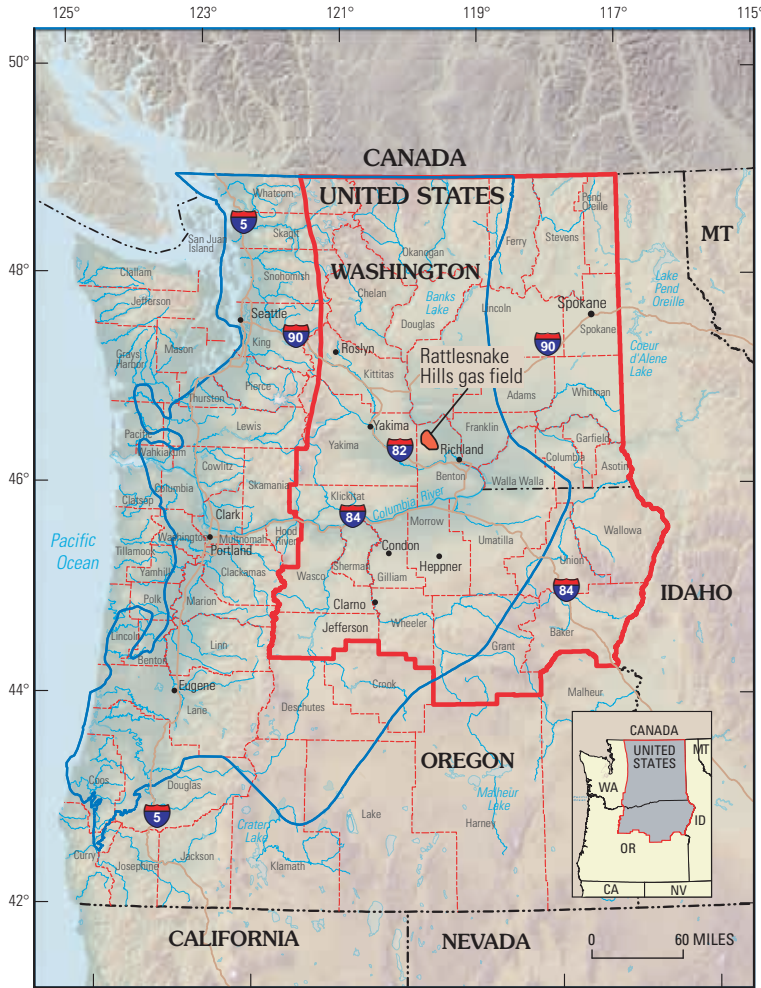 125°
123°
121°
119°
117°
115°
50°
CANADA
UNITED STATES
Whatcom
Pend
Oreille
5
San Juan
Island
Skagit
Okanogan
Ferry
Stevens
MT
48°
Clallam
Snohomish
WASHINGTON
Lake
Pend
Oreille
Jefferson
Chelan
Banks
Lake
Lincoln
Spokane
Seattle
Douglas
Spokane
90
90
Grays
Harbor
Mason
King
Roslyn
Rattlesnake
Hills gas field
Coeur
d'Alene
Lake
Kittitas
Pierce
Thurston
Adams
Whitman
Lewis
Yakima
Franklin
Pacific
Yakima
82
Richland
Garfield
Wahkiakum
Columbia
Asotin
46°
Cowlitz
Benton
Walla Walla
Skamania
Columbia
Klickitat
Columbia River
Clatsop
84
Clark
Morrow
Wallowa
Washington
Multnomah
Hood
River
Umatilla
Pacific
Ocean
Portland
Condon
Tillamook
Heppner
Union
Yamhill
Clackamas
Wasco
Sherman
Gilliam
84
IDAHO
Polk
Marion
Clarno
Jefferson
Wheeler
Lincoln
Baker
Linn
Grant
Benton
44°
Eugene
Crook
Malheur
Lane
Deschutes
OREGON
CANADA
UNITED
STATES
MT
WA
ID
OR
CA
NV
Coos
Douglas
Malheur
Lake
5
Crater
Lake
Lake
Harney
Curry
Josephine
Jackson
Klamath
42°
CALIFORNIA
NEVADA
0
60 MILES